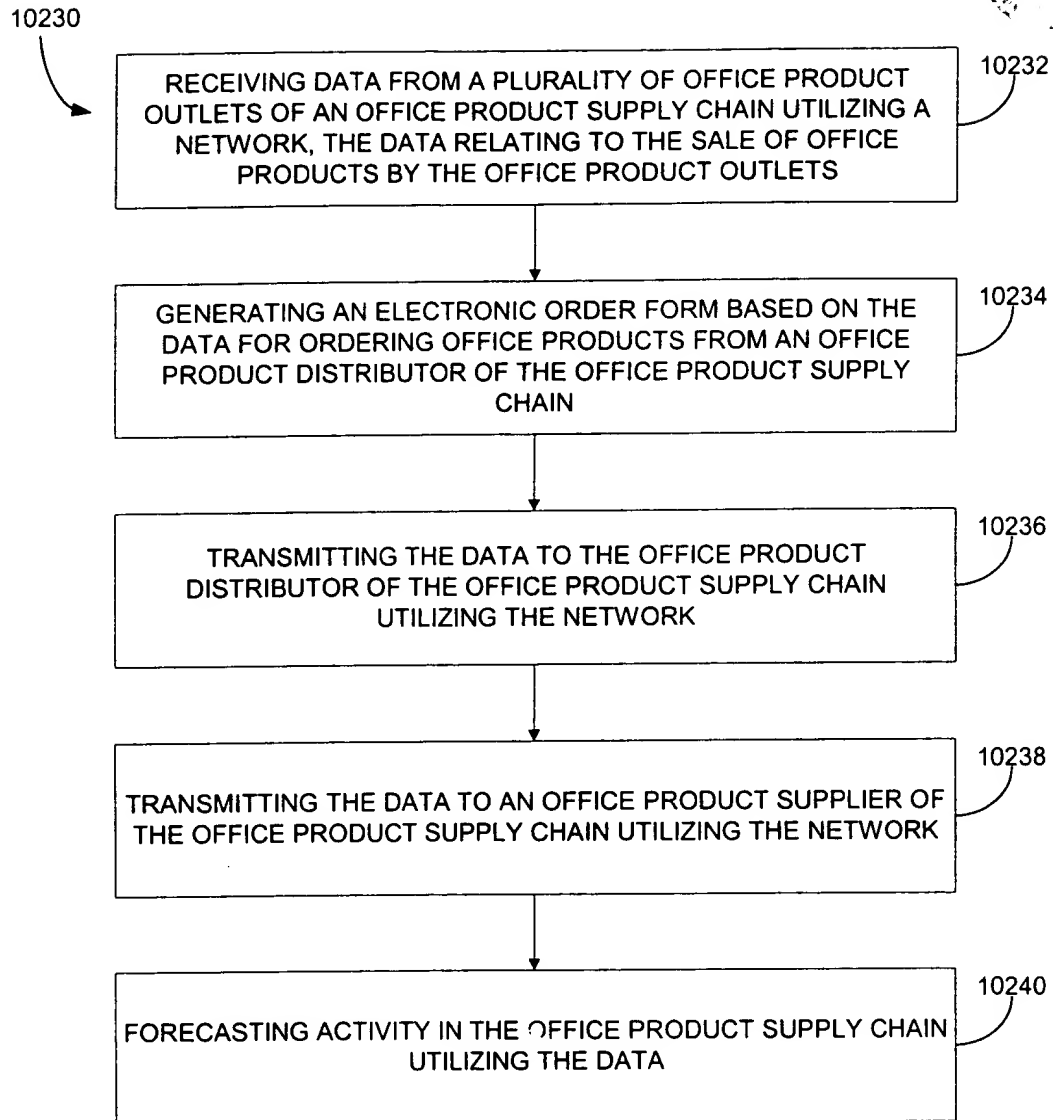 10230
10232
RECEIVING DATA FROM A PLURALITY OF OFFICE PRODUCT
OUTLETS OF AN OFFICE PRODUCT SUPPLY CHAIN UTILIZING A
NETWORK, THE DATA RELATING TO THE SALE OF OFFICE
PRODUCTS BY THE OFFICE PRODUCT OUTLETS
10234
GENERATING AN ELECTRONIC ORDER FORM BASED ON THE
DATA FOR ORDERING OFFICE PRODUCTS FROM AN OFFICE
PRODUCT DISTRIBUTOR OF THE OFFICE PRODUCT SUPPLY
CHAIN
10236
TRANSMITTING THE DATA TO THE OFFICE PRODUCT
DISTRIBUTOR OF THE OFFICE PRODUCT SUPPLY CHAIN
UTILIZING THE NETWORK
10238
TRANSMITTING THE DATA TO AN OFFICE PRODUCT SUPPLIER OF
THE OFFICE PRODUCT SUPPLY CHAIN UTILIZING THE NETWORK
10240
FORECASTING ACTIVITY IN THE OFFICE PRODUCT SUPPLY CHAIN
UTILIZING THE DATA